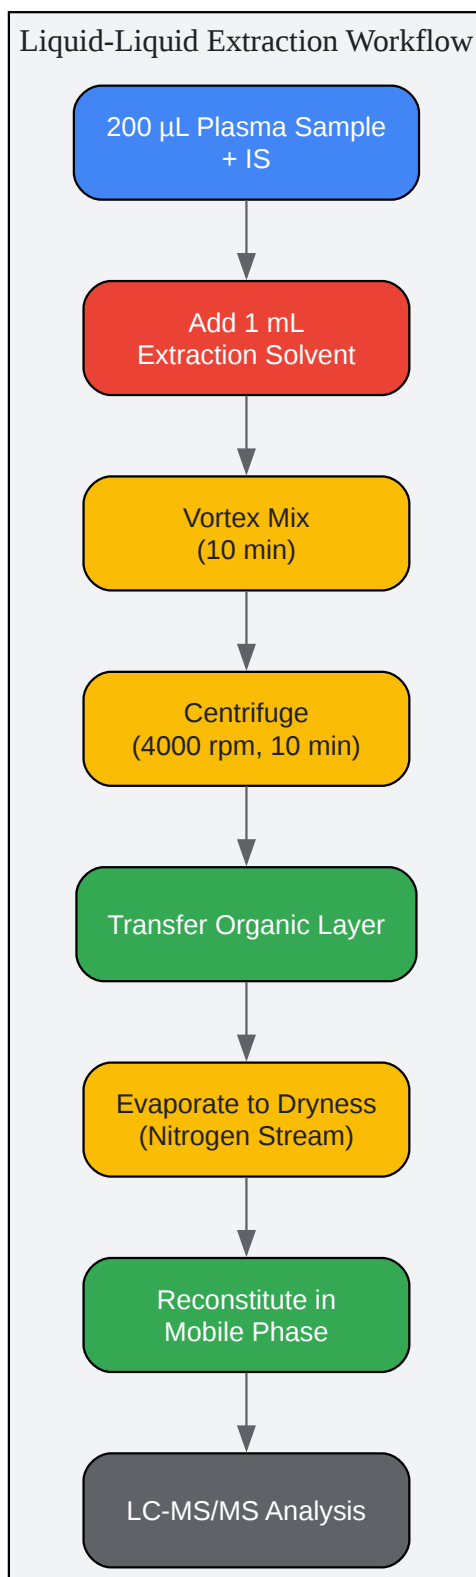 Liquid-Liquid Extraction Workflow
200 µL Plasma Sample
+ IS
Add 1 mL
Extraction Solvent
Vortex Mix
(10 min)
Centrifuge
(4000 rpm, 10 min)
Transfer Organic Layer
Evaporate to Dryness
(Nitrogen Stream)
Reconstitute in
Mobile Phase
LC-MS/MS Analysis